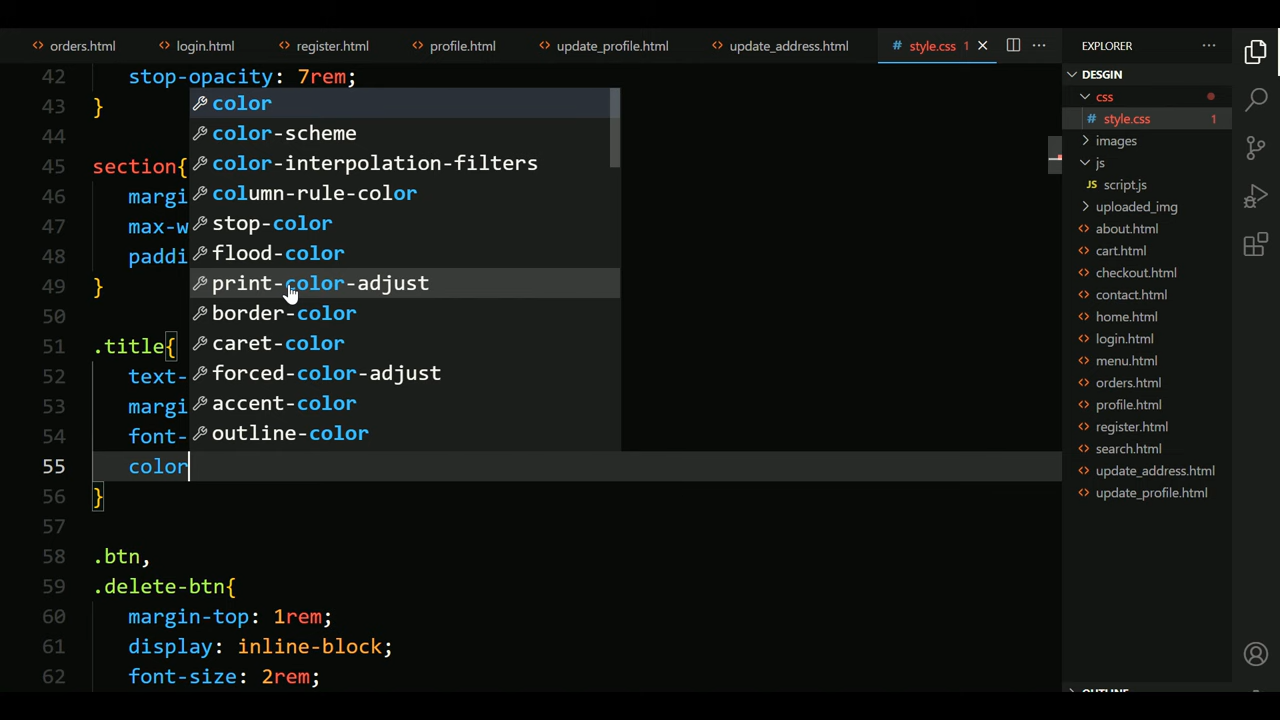 orders.html login.html register.html profile.html update_profile.html update_address.html # style.css 1
EXPLORER
42 stop-opacity: 7rem;
43 }
44
45 section{
46 margi
47 max-w
48 paddi
49 }
50
51 .title{
52 text-
53 margi
54 font-
55 color
56 }
57
58 .btn,
59 .delete-btn{
60 margin-top: 1rem;
61 display: inline-block;
62 font-size: 2rem;
color
color-scheme
color-interpolation-filters
column-rule-color
stop-color
flood-color
print-color-adjust
border-color
caret-color
forced-color-adjust
accent-color
outline-color
DESGIN
css
# style.css 1
images
js
JS script.js
uploaded_img
about.html
cart.html
checkout.html
contact.html
home.html
login.html
menu.html
orders.html
profile.html
register.html
search.html
update_address.html
update_profile.html
OUTLINE